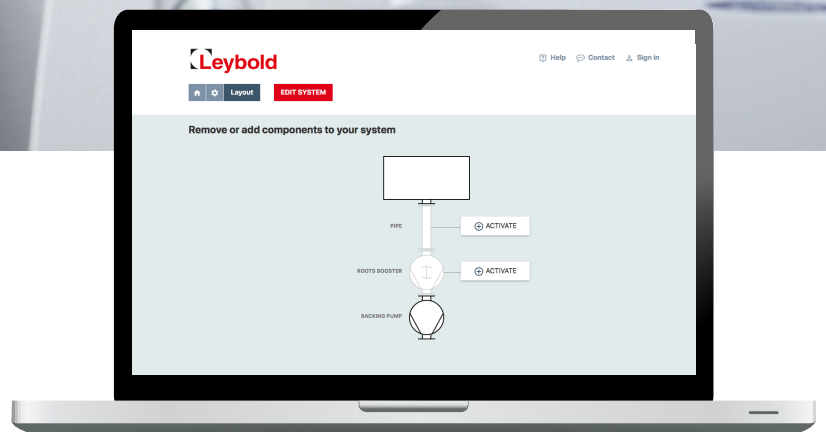 Leybold
Help
Contact
Sign in
Layout
EDIT SYSTEM
Remove or add components to your system
PIPE
ACTIVATE
ROOTS BOOSTER
ACTIVATE
BACKING PUMP